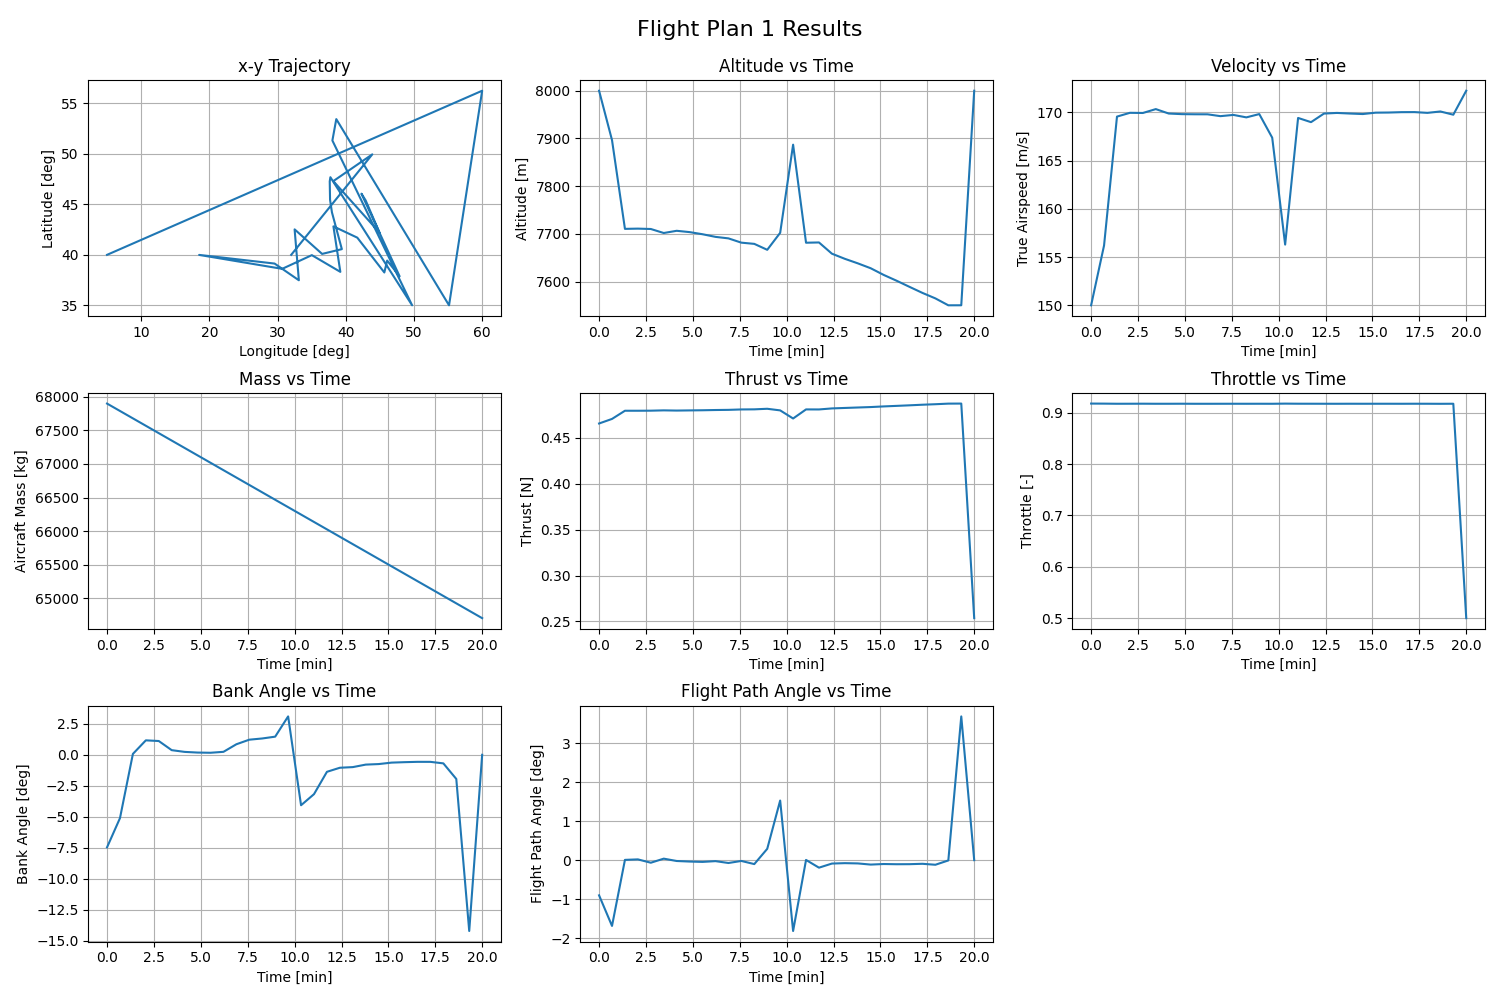 Flight Plan 1 Results
x-y Trajectory
Latitude [deg]
55
50
45
40
35
10 20 30 40 50 60
Longitude [deg]
Altitude vs Time
Altitude [m]
8000
7900
7800
7700
7600
0.0 2.5 5.0 7.5 10.0 12.5 15.0 17.5 20.0
Time [min]
Velocity vs Time
True Airspeed [m/s]
170
165
160
155
150
0.0 2.5 5.0 7.5 10.0 12.5 15.0 17.5 20.0
Time [min]
Mass vs Time
Aircraft Mass [kg]
68000
67500
67000
66500
66000
65500
65000
0.0 2.5 5.0 7.5 10.0 12.5 15.0 17.5 20.0
Time [min]
Thrust vs Time
Thrust [N]
0.45
0.40
0.35
0.30
0.25
0.0 2.5 5.0 7.5 10.0 12.5 15.0 17.5 20.0
Time [min]
Throttle vs Time
Throttle [-]
0.9
0.8
0.7
0.6
0.5
0.0 2.5 5.0 7.5 10.0 12.5 15.0 17.5 20.0
Time [min]
Bank Angle vs Time
Bank Angle [deg]
2.5
0.0
−2.5
−5.0
−7.5
−10.0
−12.5
−15.0
0.0 2.5 5.0 7.5 10.0 12.5 15.0 17.5 20.0
Time [min]
Flight Path Angle vs Time
Flight Path Angle [deg]
3
2
1
0
−1
−2
0.0 2.5 5.0 7.5 10.0 12.5 15.0 17.5 20.0
Time [min]